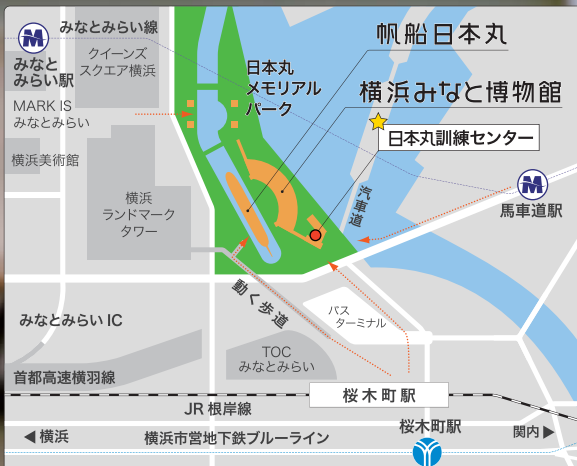 みなとみらい線
M
みなと
みらい駅
クイーンズ
スクエア横浜
日本丸
メモリアル
パーク
帆船日本丸
横浜みなと博物館
日本丸訓練センター
MARK IS
みなとみらい
横浜美術館
横浜
ランドマーク
タワー
汽車道
M
馬車道駅
動く歩道
バス
ターミナル
みなとみらいIC
TOC
みなとみらい
首都高速横羽線
桜木町駅
JR根岸線
桜木町駅
横浜
横浜市営地下鉄ブルーライン
関内